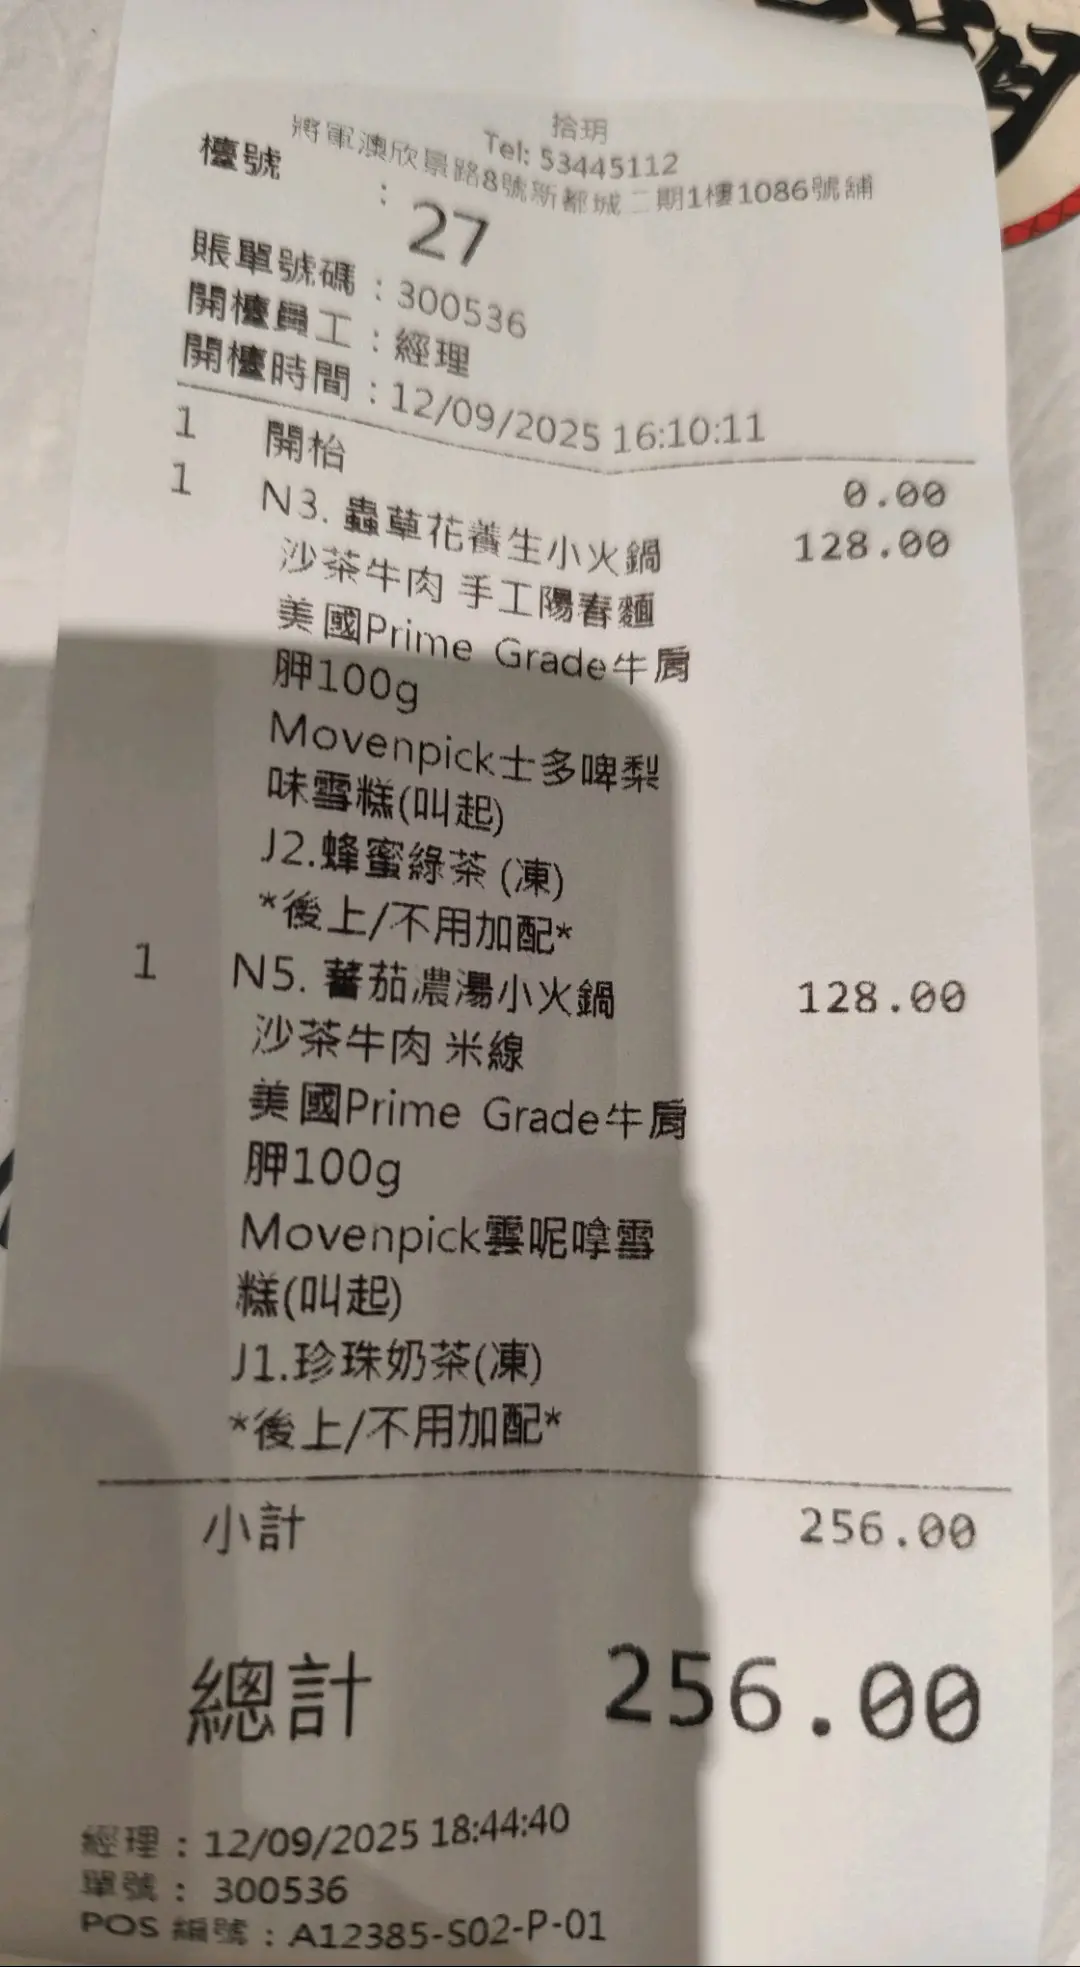 拾玥
Tel: 53445112
將軍澳欣景路8號新都城二期1樓1086號舖
檯號 : 27
賬單號碼 : 300536
開檯員工 : 經理
開檯時間 : 12/09/2025 16:10:11
1 開枱 0.00
1 N3. 蟲草花養生小火鍋 128.00
沙茶牛肉 手工陽春麵
美國Prime Grade牛肩
胛100g
Movenpick士多啤梨
味雪糕(叫起)
J2.蜂蜜綠茶 (凍)
*後上/不用加配*
1 N5. 蕃茄濃湯小火鍋 128.00
沙茶牛肉 米線
美國Prime Grade牛肩
胛100g
Movenpick雲呢嗱雪
糕(叫起)
J1.珍珠奶茶(凍)
*後上/不用加配*
小計 256.00
總計 256.00
經理 : 12/09/2025 18:44:40
單號 : 300536
POS 編號 : A12385-S02-P-01